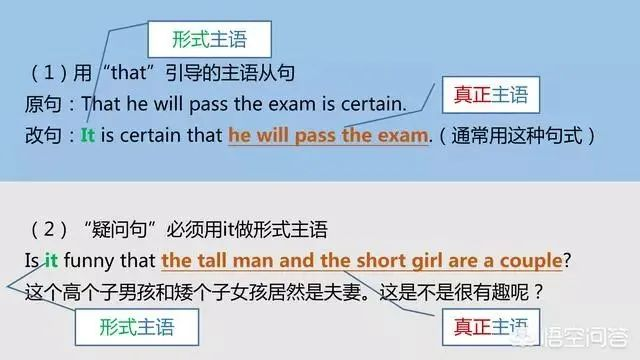 形式主语
（1）用“that”引导的主语从句
真正主语
原句：That he will pass the exam is certain.
改句：It is certain that he will pass the exam.（通常用这种句式）
（2）“疑问句”必须用it做形式主语
Is it funny that the tall man and the short girl are a couple?
这个高个子男孩和矮个子女孩居然是夫妻。这是不是很有趣呢？
形式主语
真正主语
悟空问答